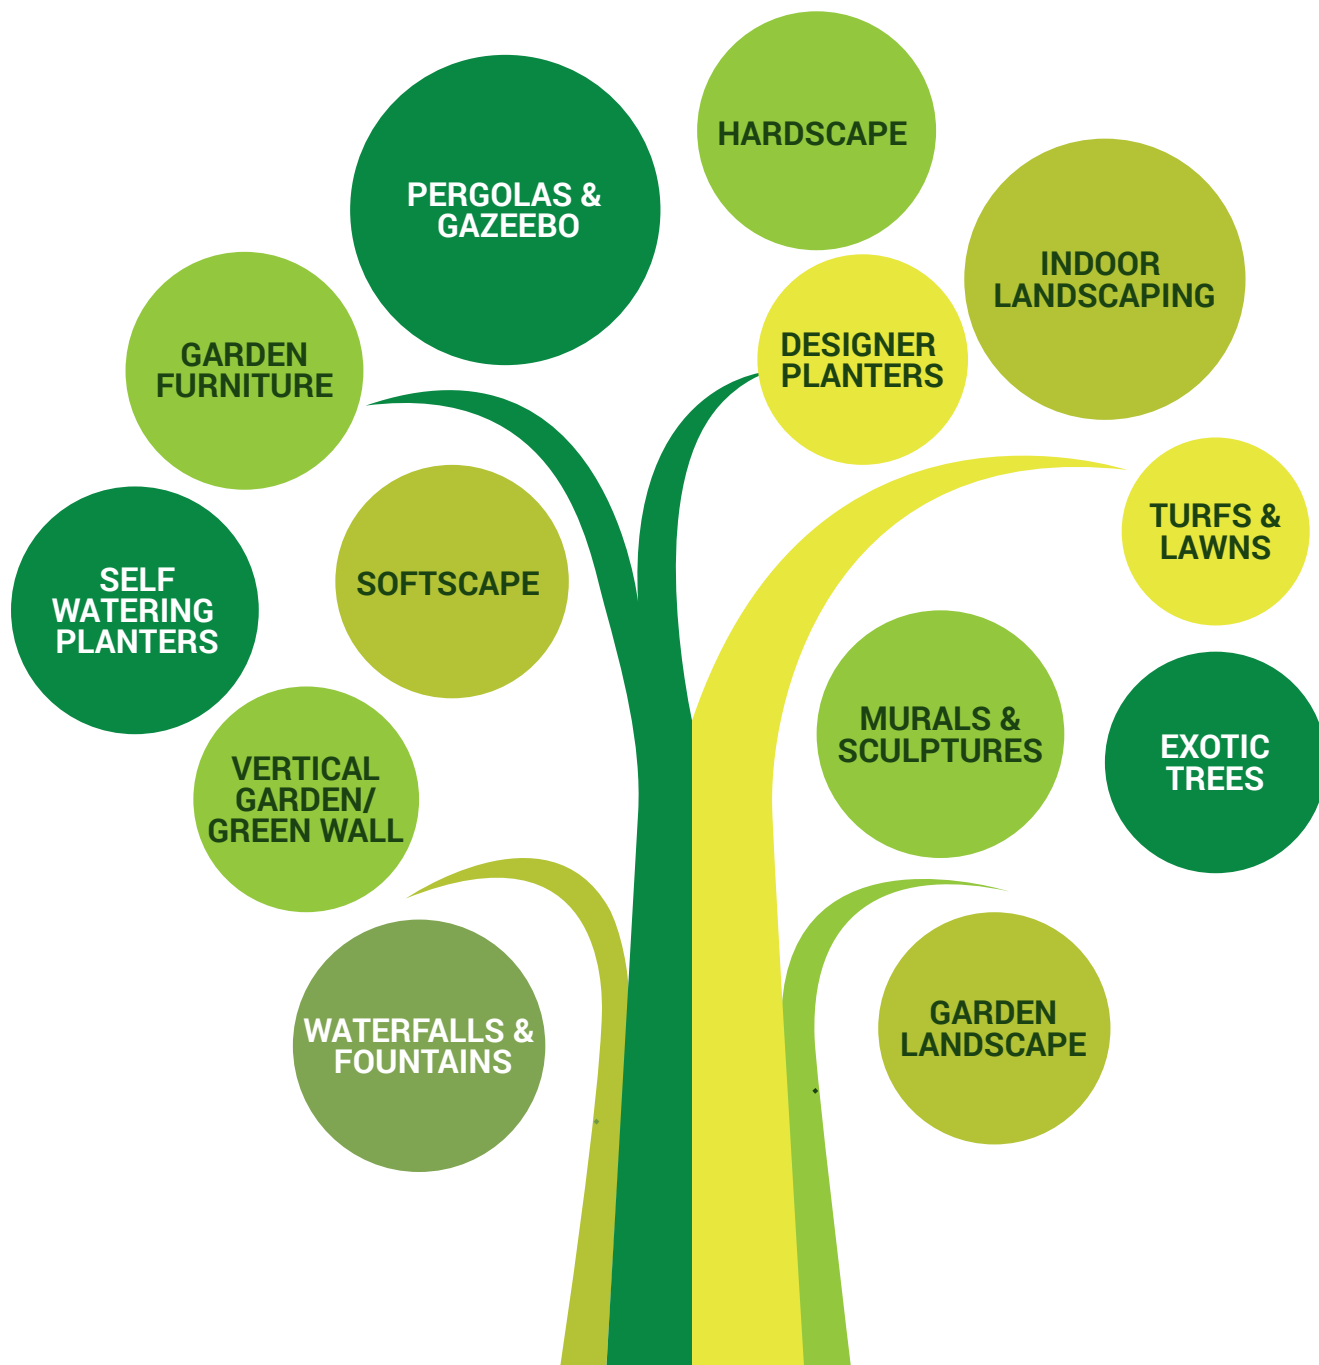 HARDSCAPE
PERGOLAS &
GAZEEBO
INDOOR
LANDSCAPING
DESIGNER
PLANTERS
GARDEN
FURNITURE
TURFS &
LAWNS
SELF
WATERING
PLANTERS
SOFTSCAPE
MURALS &
SCULPTURES
EXOTIC
TREES
VERTICAL
GARDEN/
GREEN WALL
WATERFALLS &
FOUNTAINS
GARDEN
LANDSCAPE